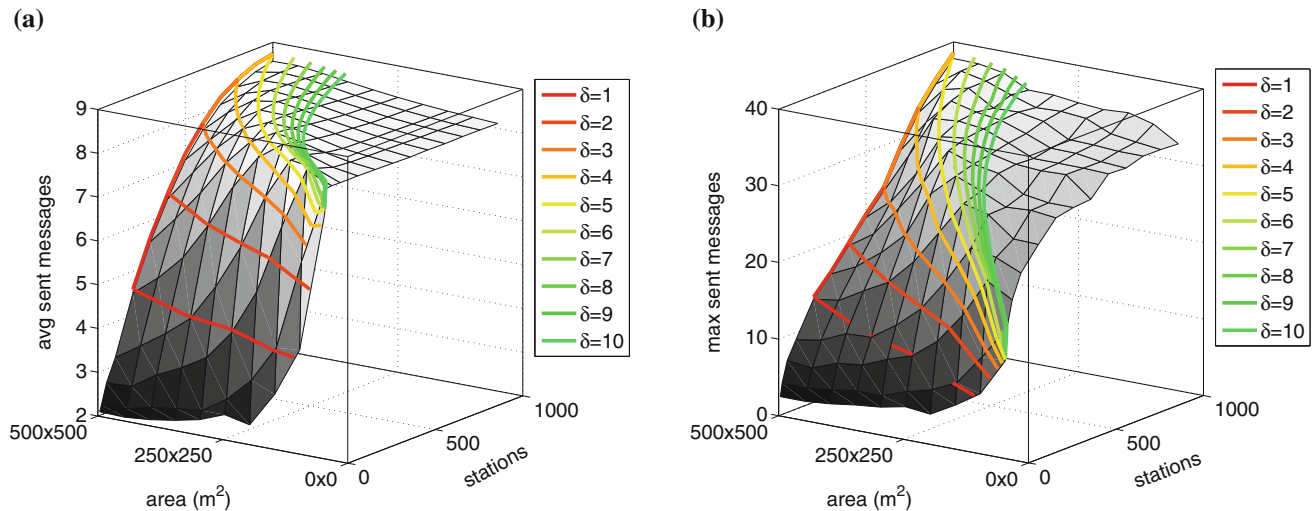 (a)
avg sent messages
9
8
7
6
5
4
3
2
500x500
250x250
0x0
area (m²)
0
500
1000
stations
δ=1
δ=2
δ=3
δ=4
δ=5
δ=6
δ=7
δ=8
δ=9
δ=10
(b)
max sent messages
40
30
20
10
0
500x500
250x250
0x0
area (m²)
0
500
1000
stations
δ=1
δ=2
δ=3
δ=4
δ=5
δ=6
δ=7
δ=8
δ=9
δ=10